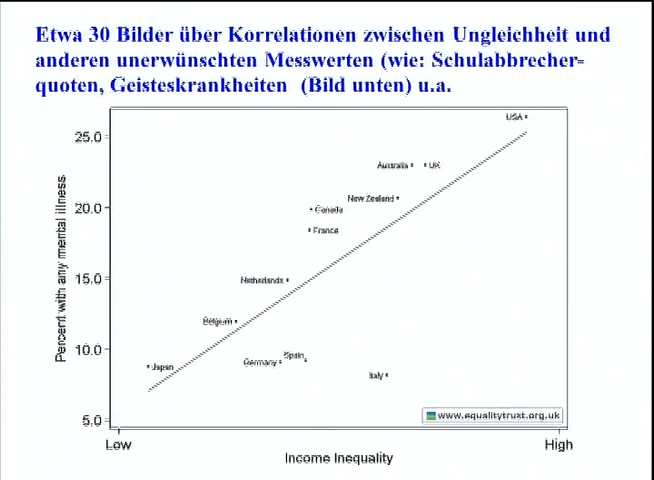 Etwa 30 Bilder über Korrelationen zwischen Ungleichheit und
anderen unerwünschten Messwerten (wie: Schulabbrecher-
quoten, Geisteskrankheiten (Bild unten) u.a.
USA
25.0
Australia
UK
New Zealand
20.0
Canada
France
Percent with any mental illness
15.0
Netherlands
Belgium
10.0
Japan
Germany
Spain
Italy
5.0
www.equalitytrust.org.uk
Low
High
Income Inequality